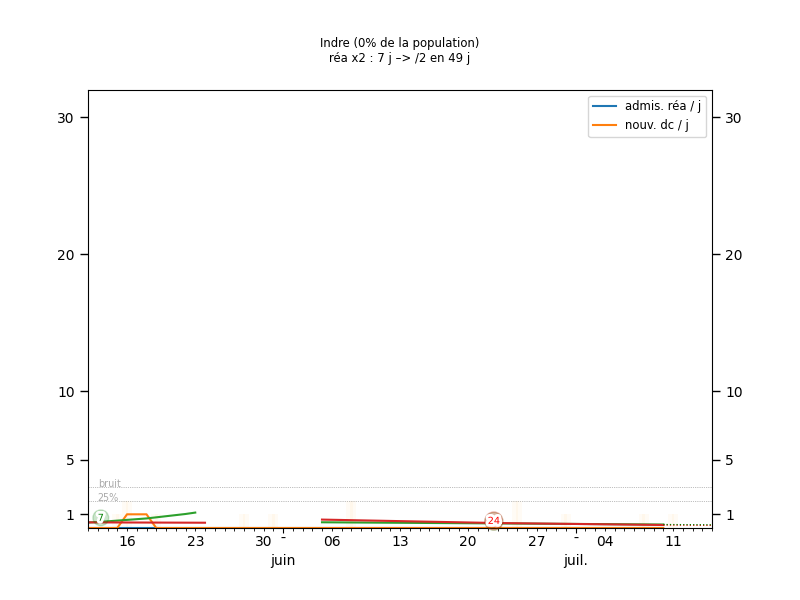 Indre (0% de la population)
réa x2 : 7 j –> /2 en 49 j
admis. réa / j
nouv. dc / j
30 30
20 20
10 10
5 5
bruit
25%
7
24
1 1
16 23 30 - 06 13 20 27 - 04 11
juin juil.